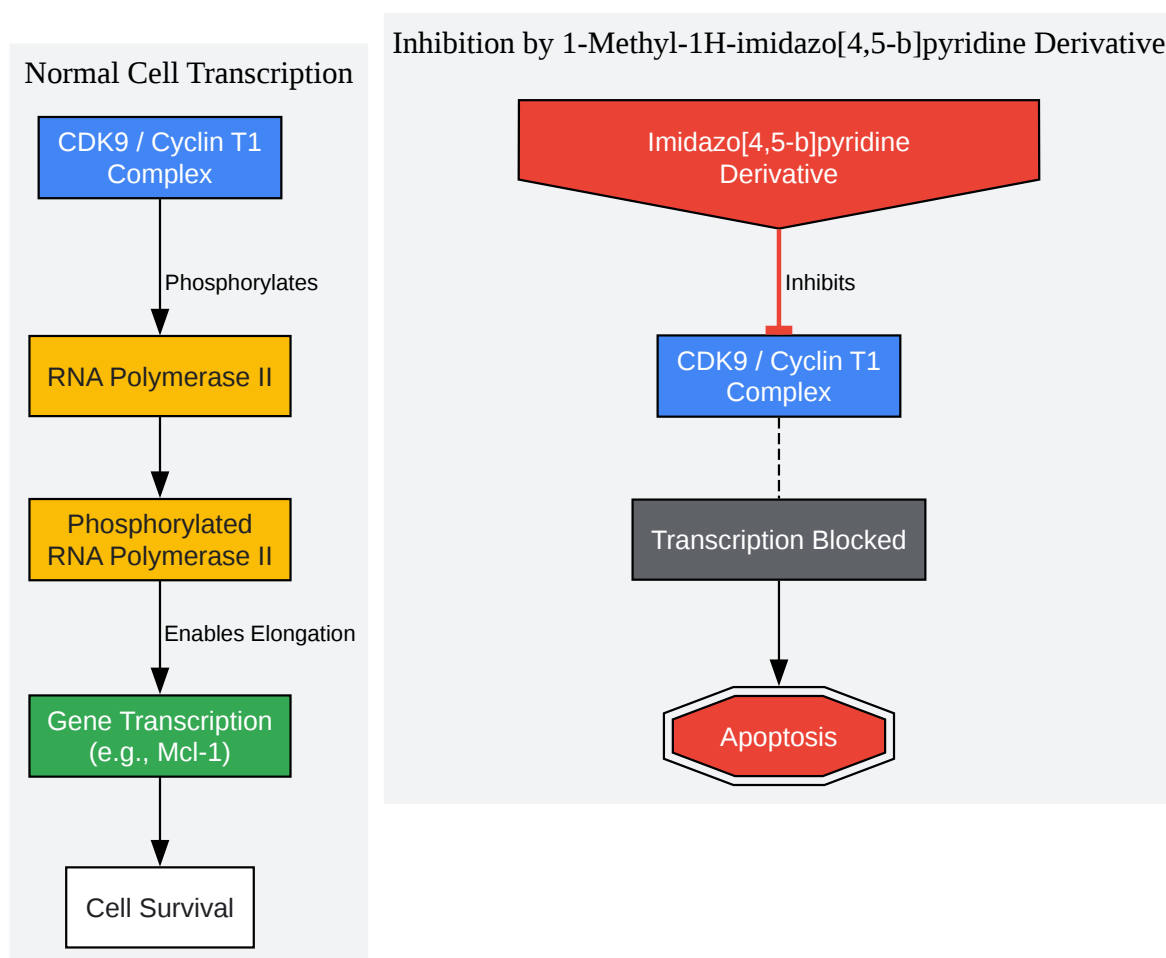 Normal Cell Transcription
CDK9 / Cyclin T1
Complex
Phosphorylates
RNA Polymerase II
Phosphorylated
RNA Polymerase II
Enables Elongation
Gene Transcription
(e.g., Mcl-1)
Cell Survival
Inhibition by 1-Methyl-1H-imidazo[4,5-b]pyridine Derivative
Imidazo[4,5-b]pyridine
Derivative
Inhibits
CDK9 / Cyclin T1
Complex
Transcription Blocked
Apoptosis